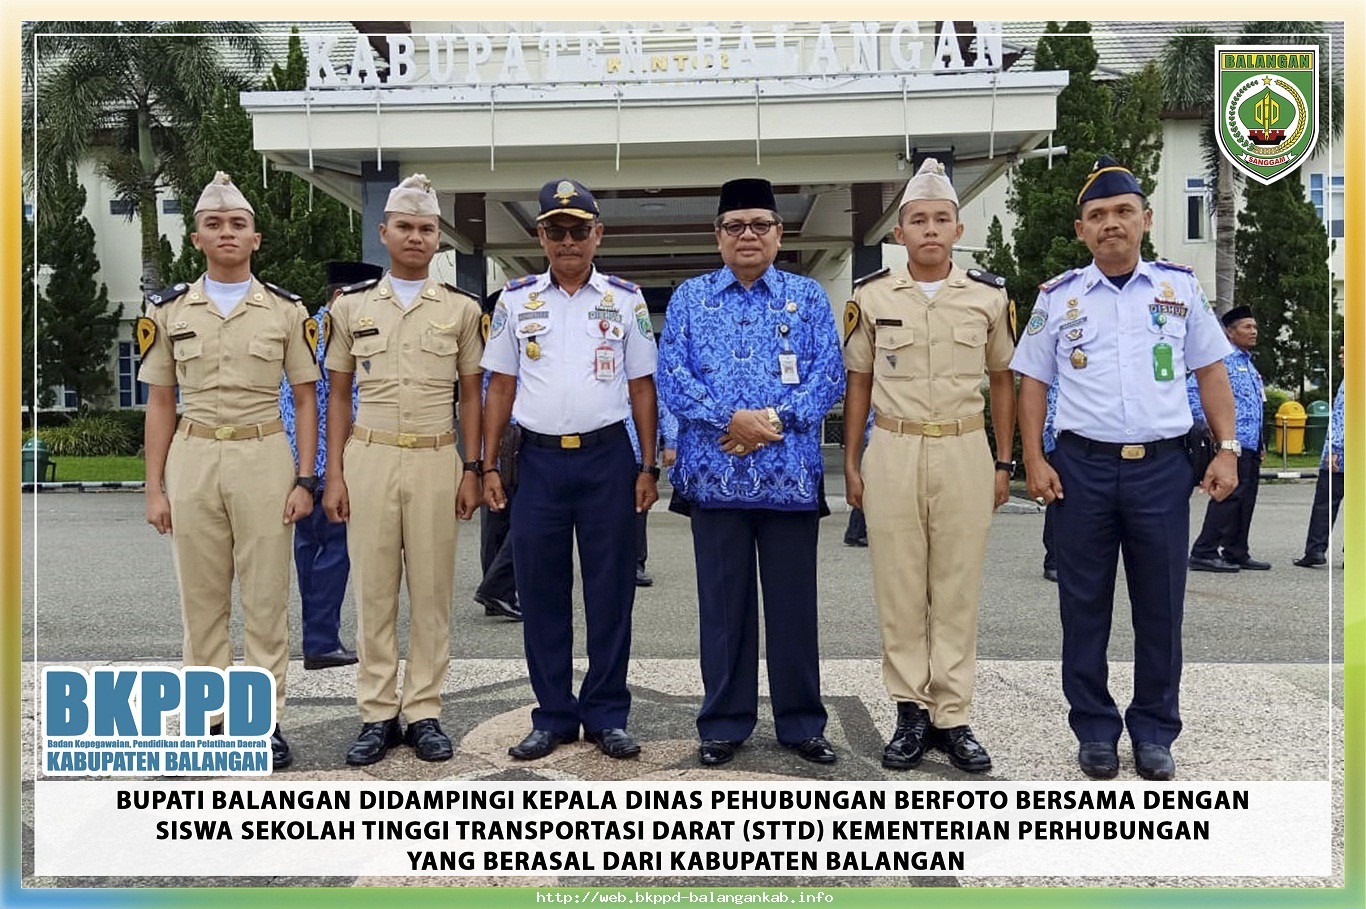 KABUPATEN BALANGAN
KANTOR
BALANGAN
SANGGAM
DISHUB
BKPPD
Badan Kepegawaian, Pendidikan dan Pelatihan Daerah
KABUPATEN BALANGAN
BUPATI BALANGAN DIDAMPINGI KEPALA DINAS PEHUBUNGAN BERFOTO BERSAMA DENGAN
SISWA SEKOLAH TINGGI TRANSPORTASI DARAT (STTD) KEMENTERIAN PERHUBUNGAN
YANG BERASAL DARI KABUPATEN BALANGAN
http://web.bkppd-balangankab.info